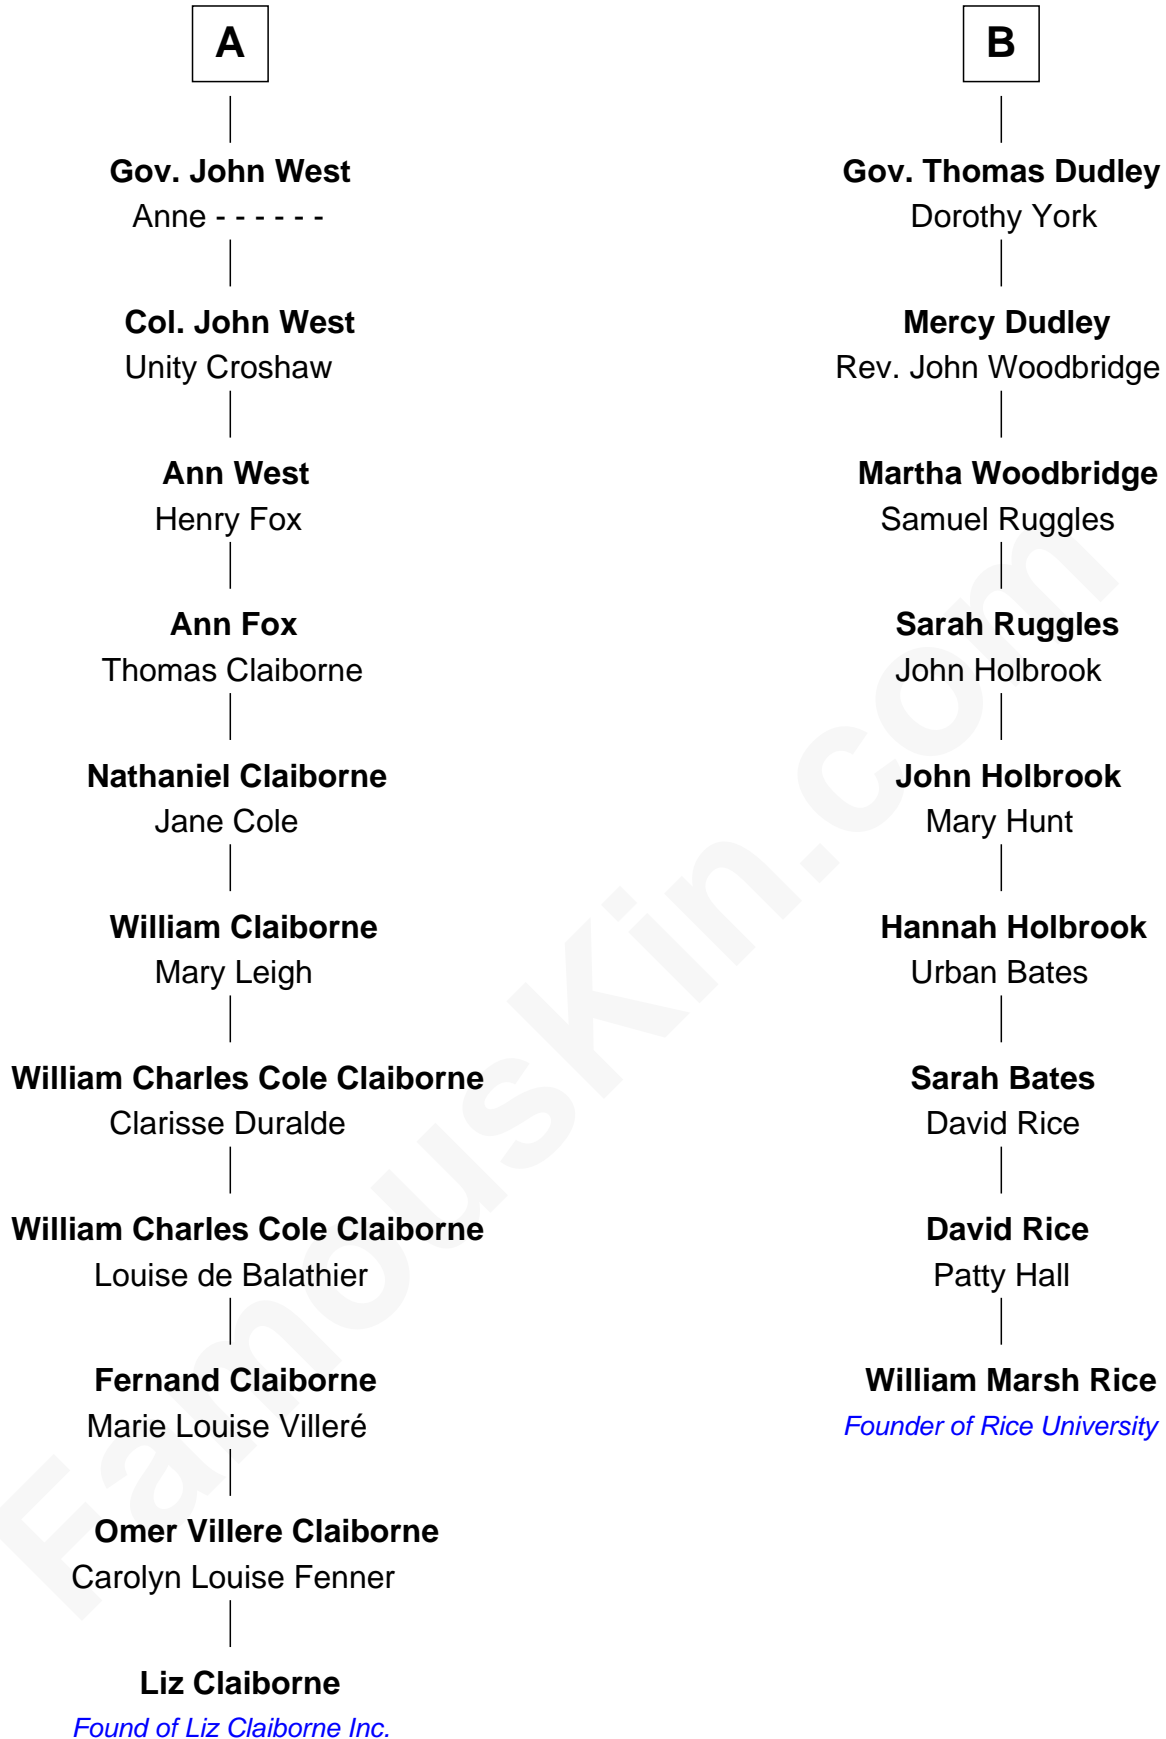 A
Gov. John West
Anne - - - - - -
Col. John West
Unity Croshaw
Ann West
Henry Fox
Ann Fox
Thomas Claiborne
Nathaniel Claiborne
Jane Cole
William Claiborne
Mary Leigh
William Charles Cole Claiborne
Clarisse Duralde
William Charles Cole Claiborne
Louise de Balathier
Fernand Claiborne
Marie Louise Villeré
Omer Villere Claiborne
Carolyn Louise Fenner
Liz Claiborne
Found of Liz Claiborne Inc.
B
Gov. Thomas Dudley
Dorothy York
Mercy Dudley
Rev. John Woodbridge
Martha Woodbridge
Samuel Ruggles
Sarah Ruggles
John Holbrook
John Holbrook
Mary Hunt
Hannah Holbrook
Urban Bates
Sarah Bates
David Rice
David Rice
Patty Hall
William Marsh Rice
Founder of Rice University
FamousKin.com